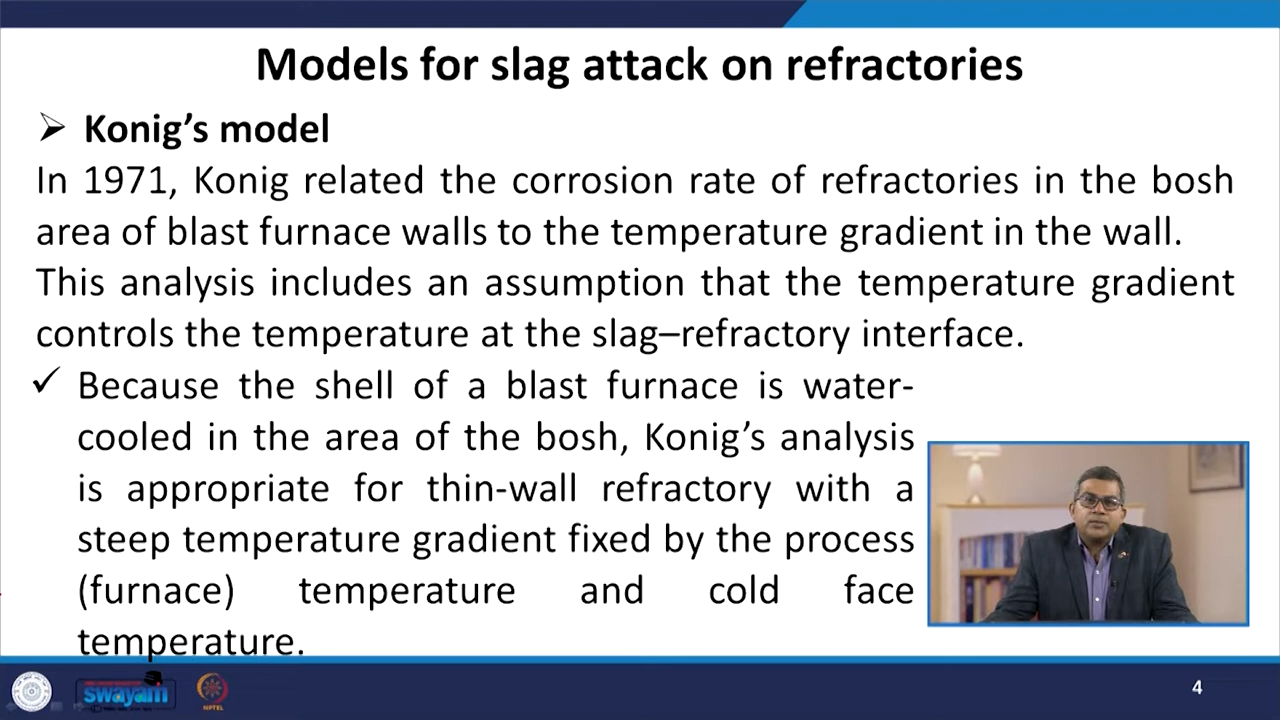 Models for slag attack on refractories
Konig’s model
In 1971, Konig related the corrosion rate of refractories in the bosh
area of blast furnace walls to the temperature gradient in the wall.
This analysis includes an assumption that the temperature gradient
controls the temperature at the slag–refractory interface.
Because the shell of a blast furnace is water-
cooled in the area of the bosh, Konig’s analysis
is appropriate for thin-wall refractory with a
steep temperature gradient fixed by the process
(furnace) temperature and cold face
temperature.
swayam
NPTEL
4